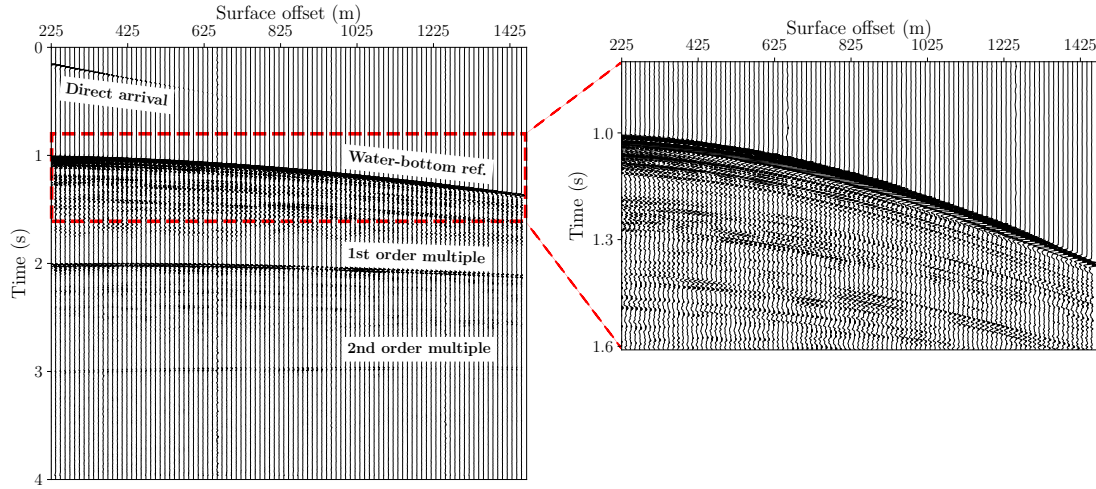 Surface offset (m)
225 425 625 825 1025 1225 1425
Time (s)
0
1
2
3
4
Direct arrival
Water-bottom ref.
1st order multiple
2nd order multiple
Surface offset (m)
225 425 625 825 1025 1225 1425
Time (s)
1.0
1.3
1.6